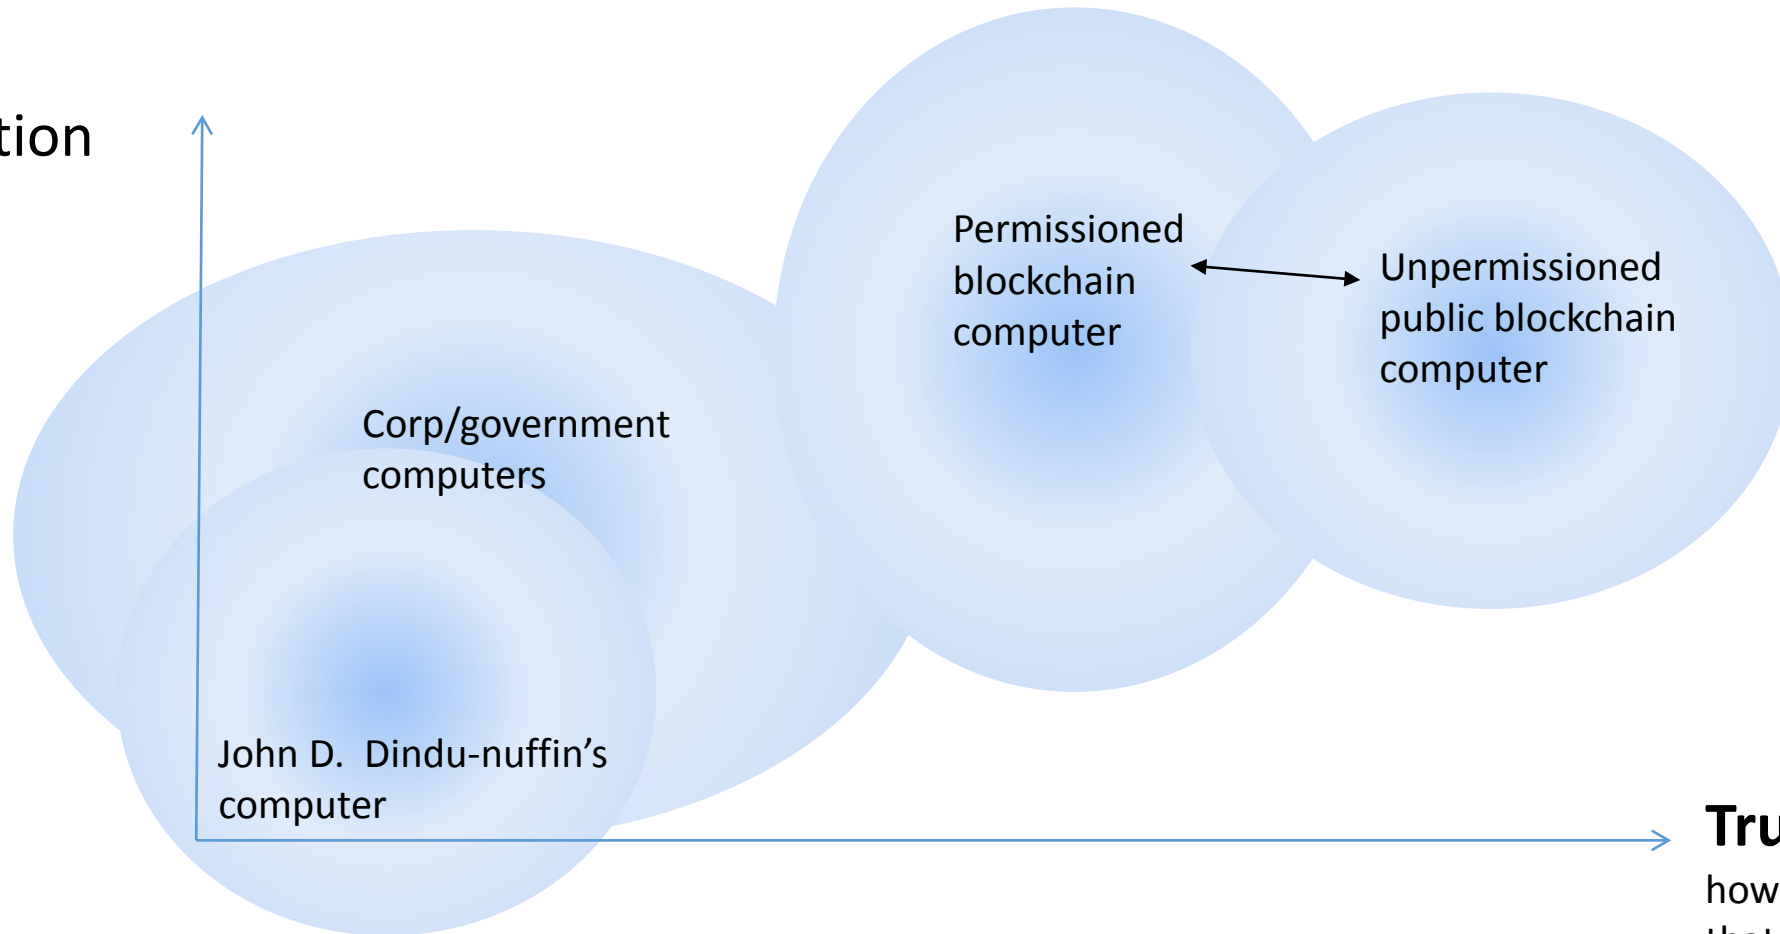 tion
Permissioned
blockchain
computer
Unpermissioned
public blockchain
computer
Corp/government
computers
John D.  Dindu-nuffin’s
computer
Tru
how